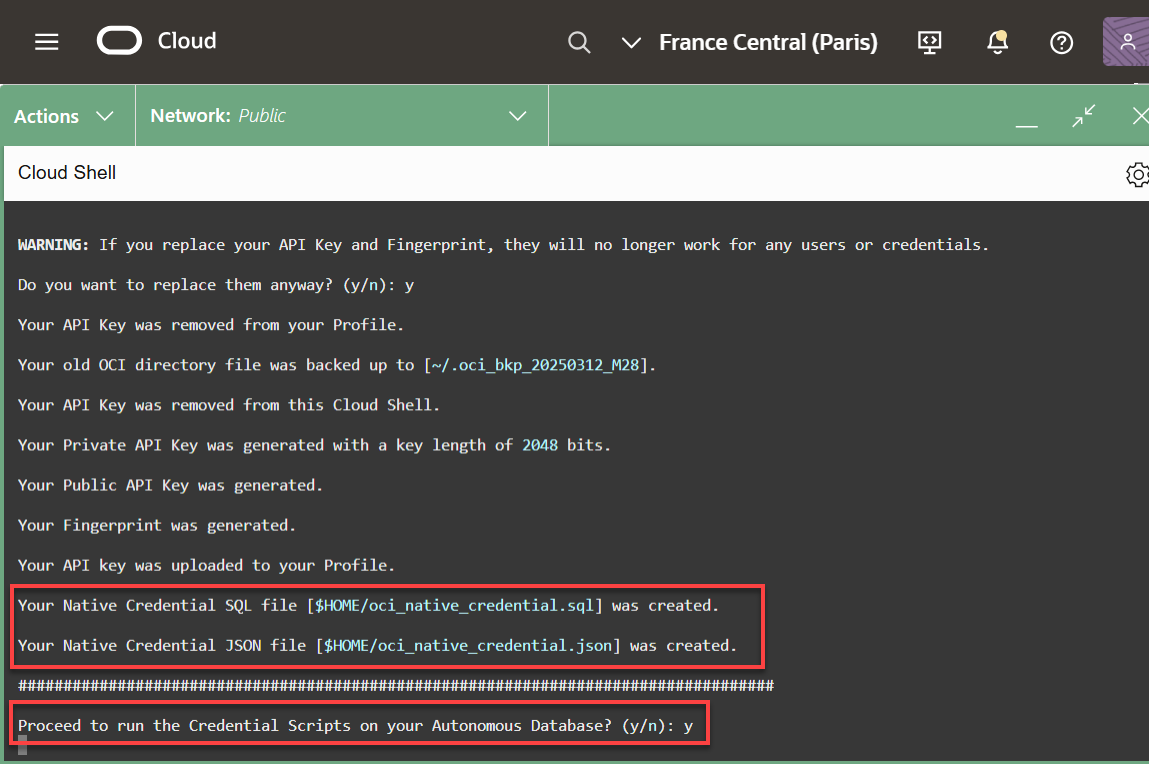 Cloud
France Central (Paris)
Actions
Network: Public
Cloud Shell
WARNING: If you replace your API Key and Fingerprint, they will no longer work for any users or credentials.
Do you want to replace them anyway? (y/n): y
Your API Key was removed from your Profile.
Your old OCI directory file was backed up to [~/.oci_bkp_20250312_M28].
Your API Key was removed from this Cloud Shell.
Your Private API Key was generated with a key length of 2048 bits.
Your Public API Key was generated.
Your Fingerprint was generated.
Your API key was uploaded to your Profile.
Your Native Credential SQL file [$HOME/oci_native_credential.sql] was created.
Your Native Credential JSON file [$HOME/oci_native_credential.json] was created.
####################################################################################
Proceed to run the Credential Scripts on your Autonomous Database? (y/n): y